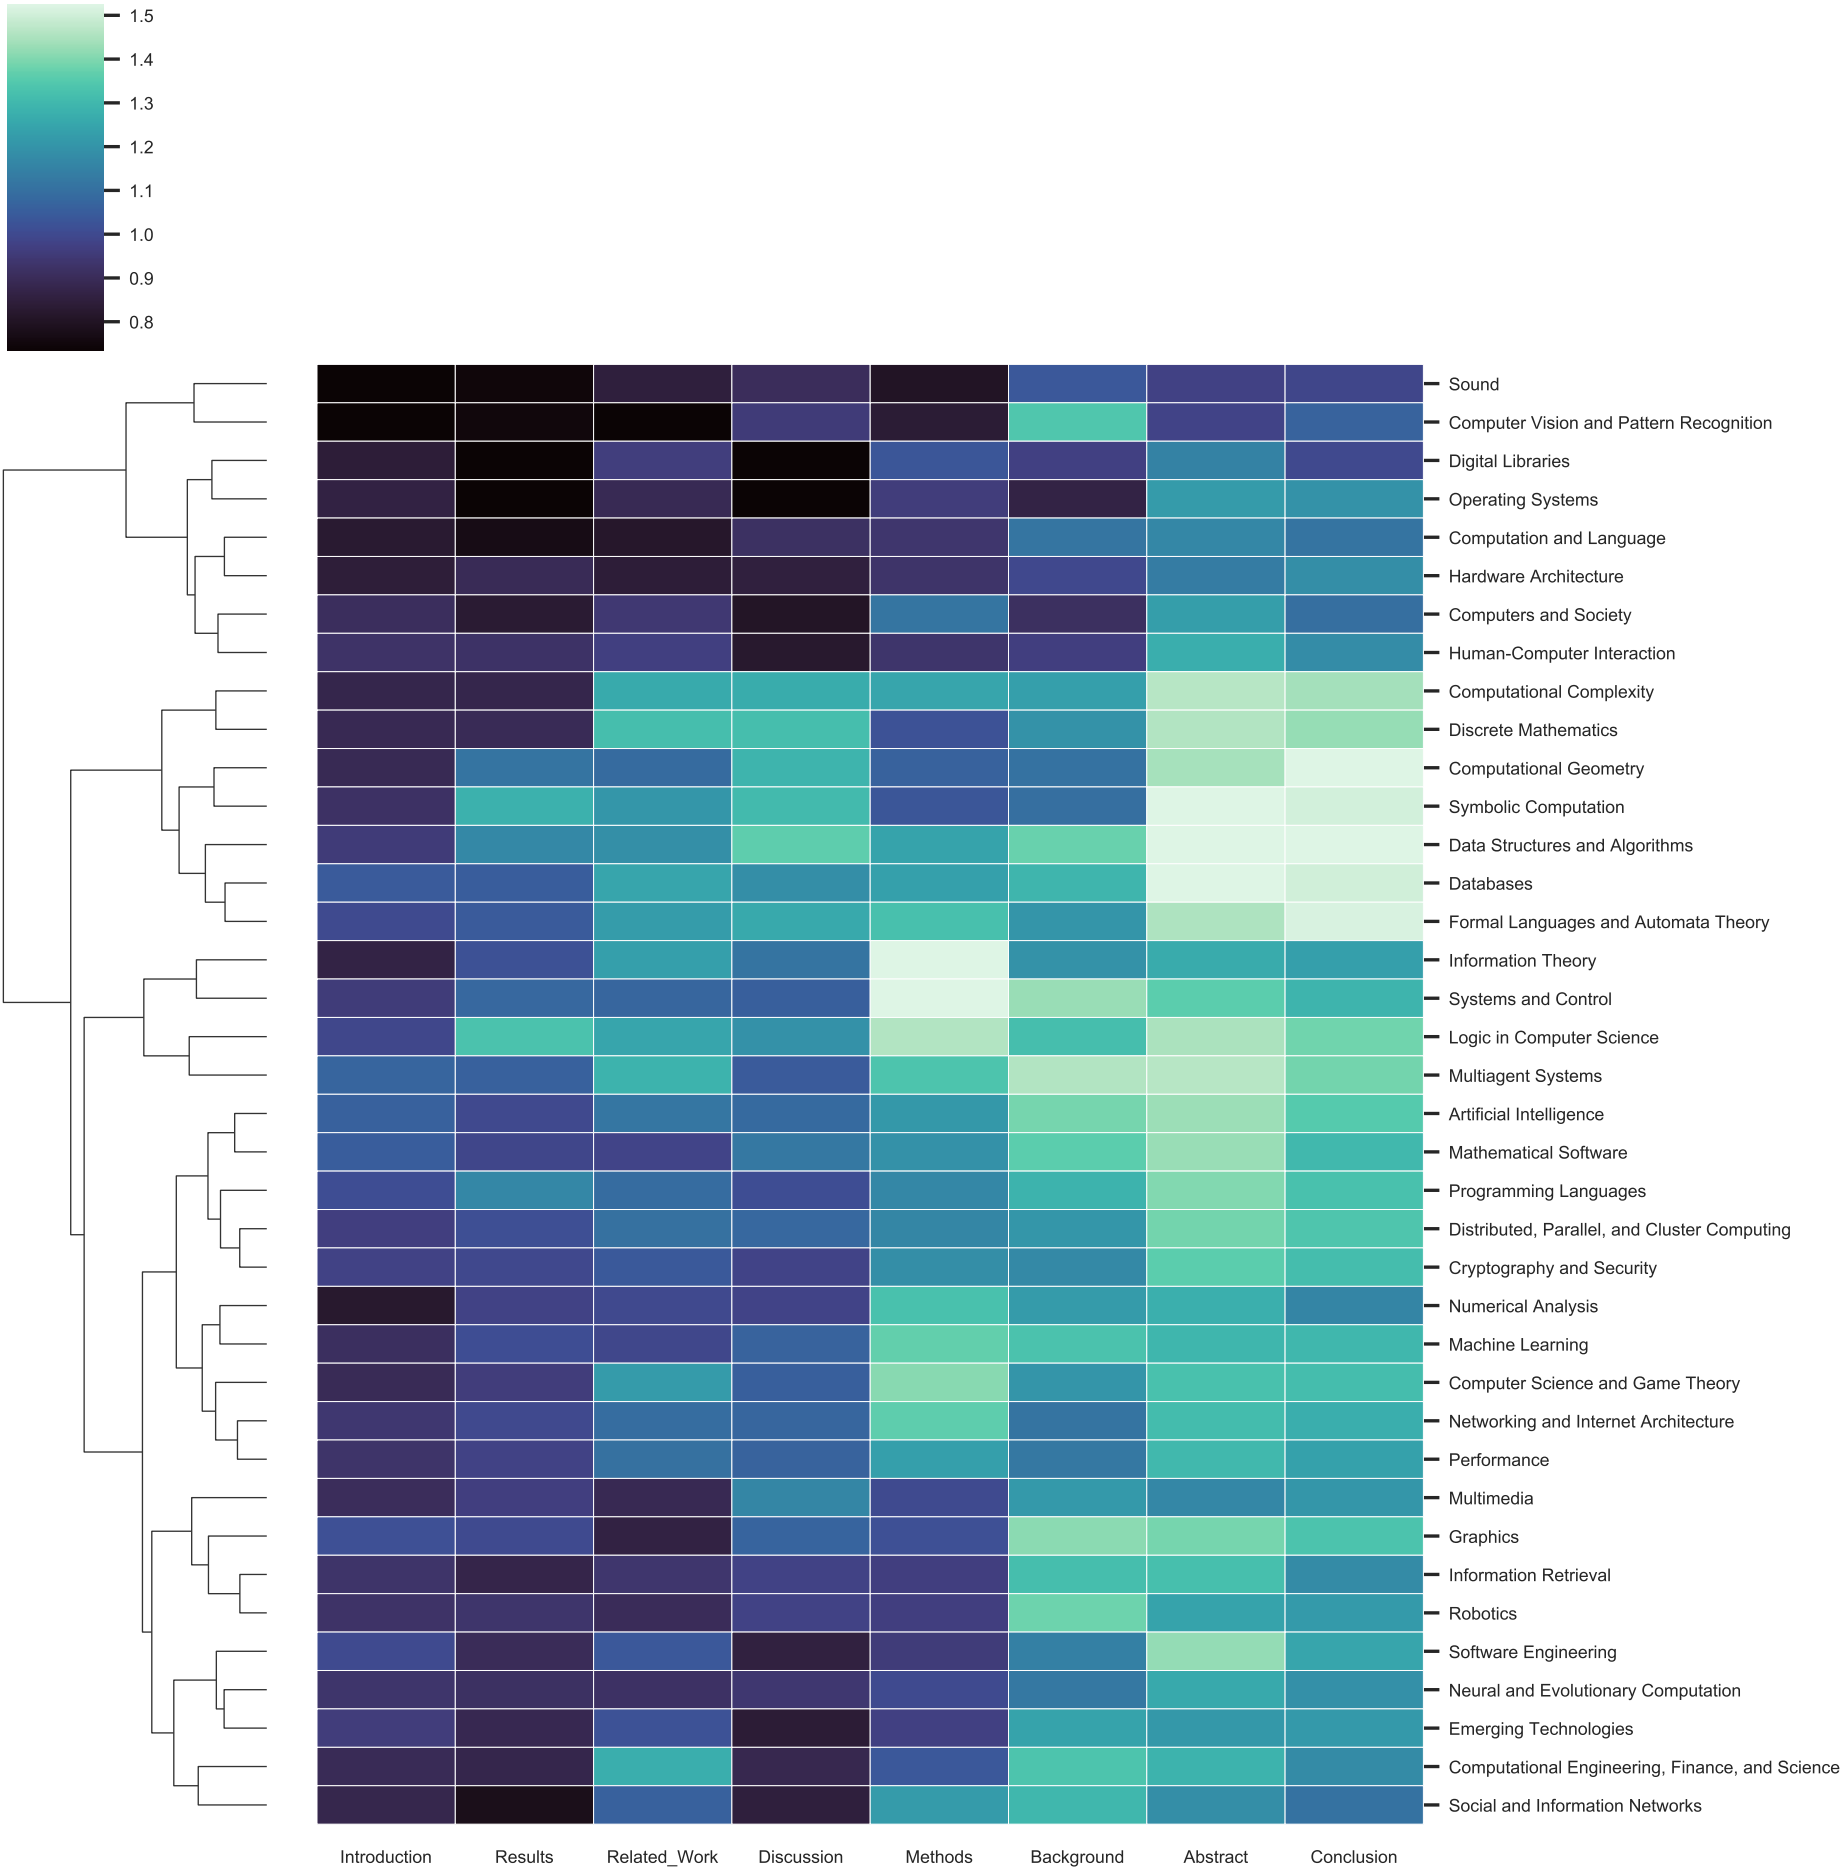 1.5
1.4
1.3
1.2
1.1
1.0
0.9
0.8
Sound
Computer Vision and Pattern Recognition
Digital Libraries
Operating Systems
Computation and Language
Hardware Architecture
Computers and Society
Human-Computer Interaction
Computational Complexity
Discrete Mathematics
Computational Geometry
Symbolic Computation
Data Structures and Algorithms
Databases
Formal Languages and Automata Theory
Information Theory
Systems and Control
Logic in Computer Science
Multiagent Systems
Artificial Intelligence
Mathematical Software
Programming Languages
Distributed, Parallel, and Cluster Computing
Cryptography and Security
Numerical Analysis
Machine Learning
Computer Science and Game Theory
Networking and Internet Architecture
Performance
Multimedia
Graphics
Information Retrieval
Robotics
Software Engineering
Neural and Evolutionary Computation
Emerging Technologies
Computational Engineering, Finance, and Science
Social and Information Networks
Introduction Results Related_Work Discussion Methods Background Abstract Conclusion